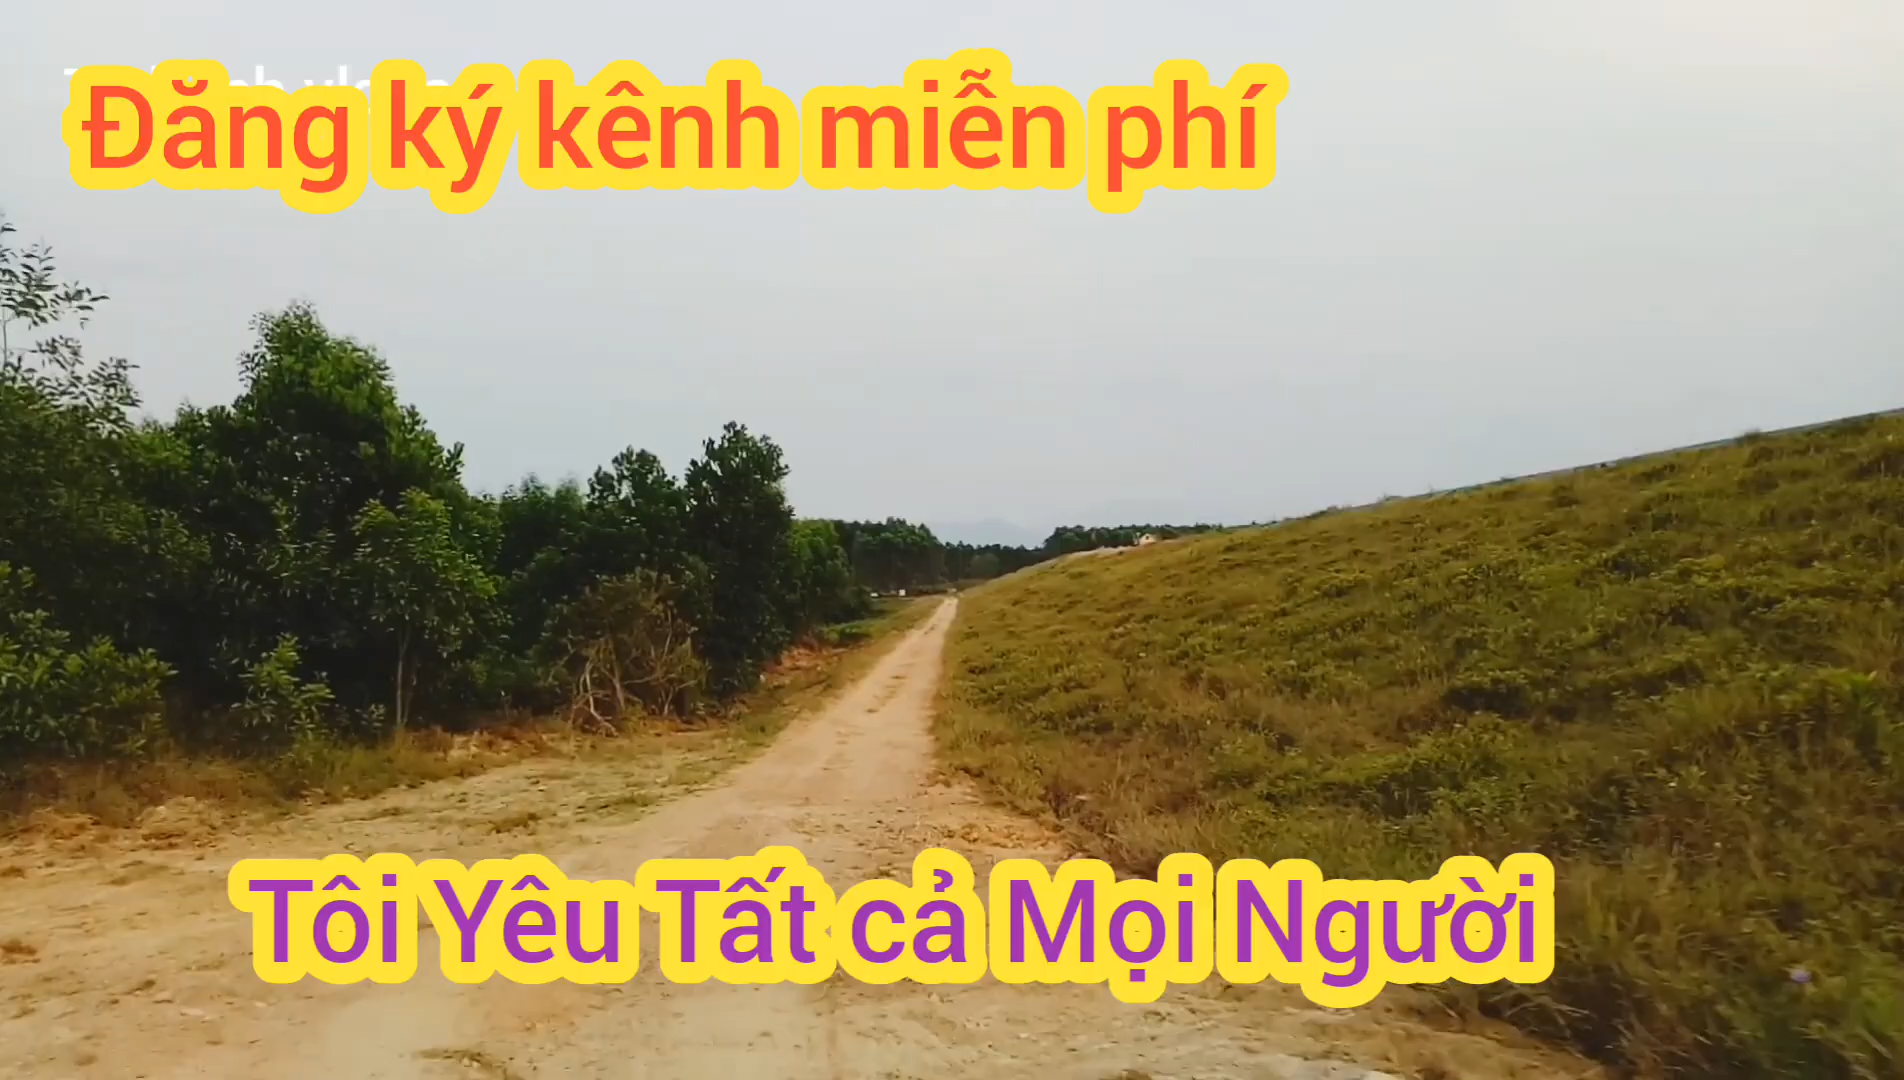 Đăng ký kênh miễn phí
Tôi Yêu Tất cả Mọi Người